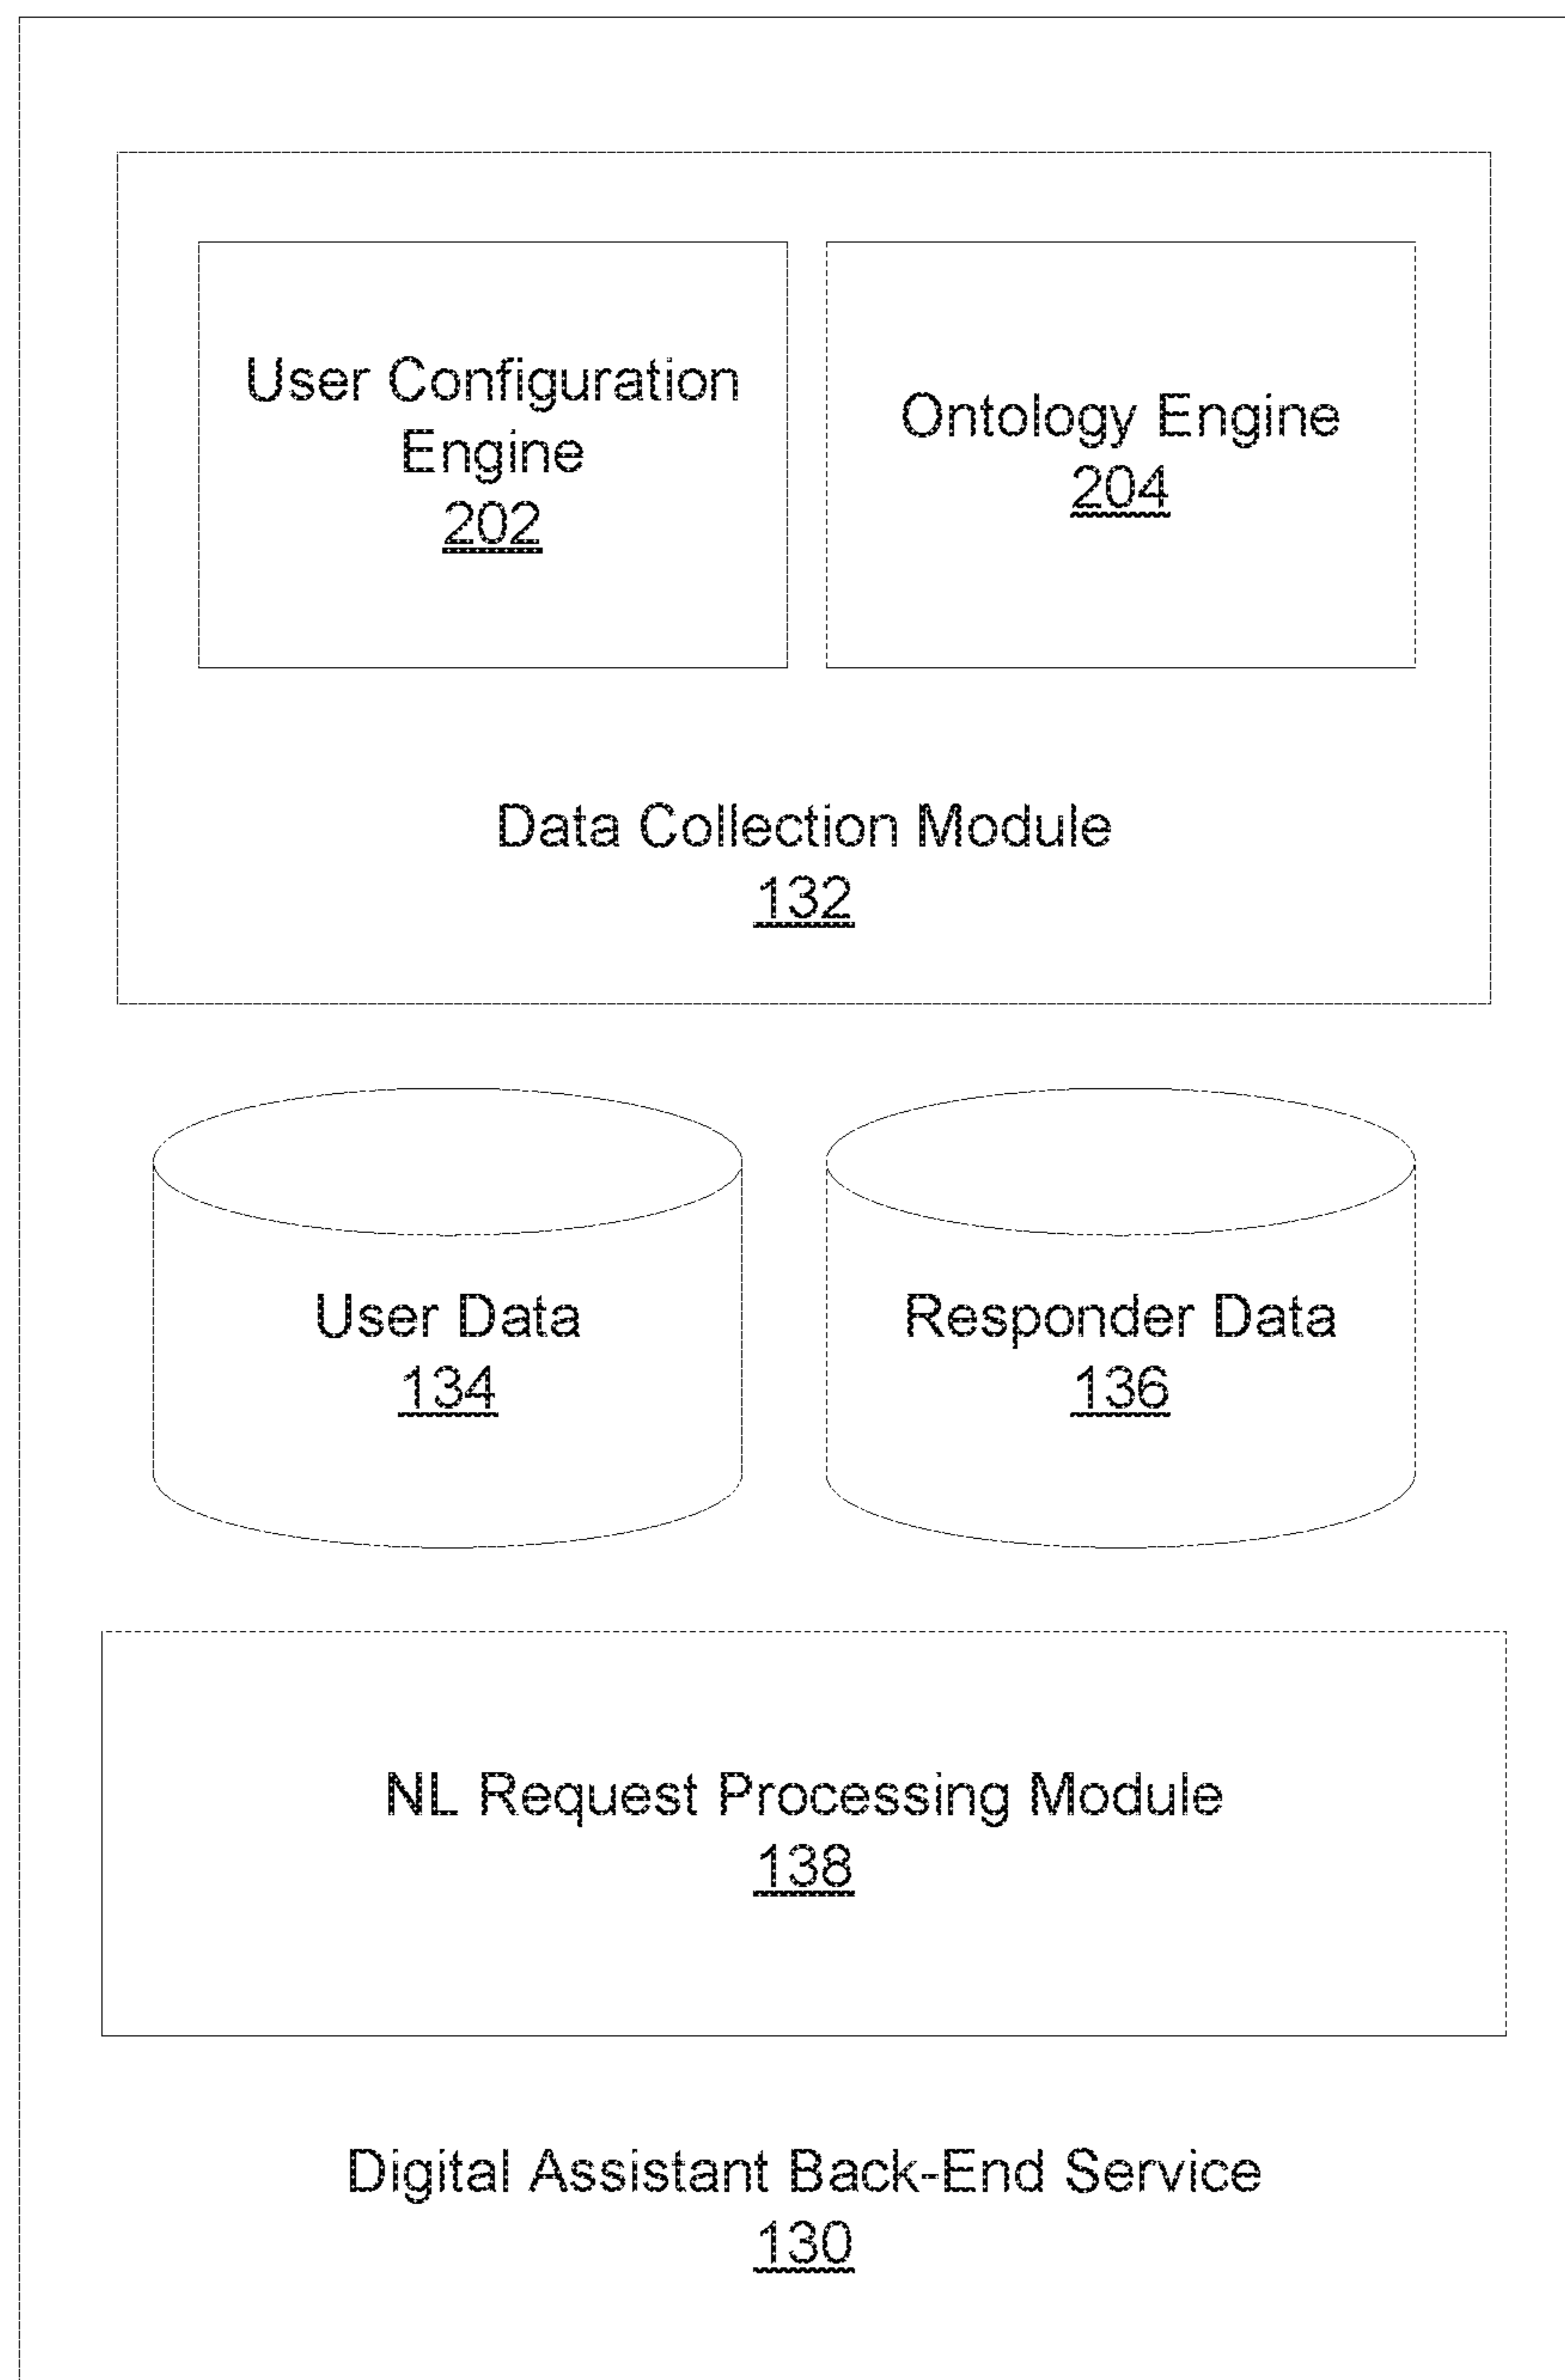 User Configuration
Engine
202
Ontology Engine
204
Data Collection Module
132
User Data
134
Responder Data
136
NL Request Processing Module
138
Digital Assistant Back-End Service
130